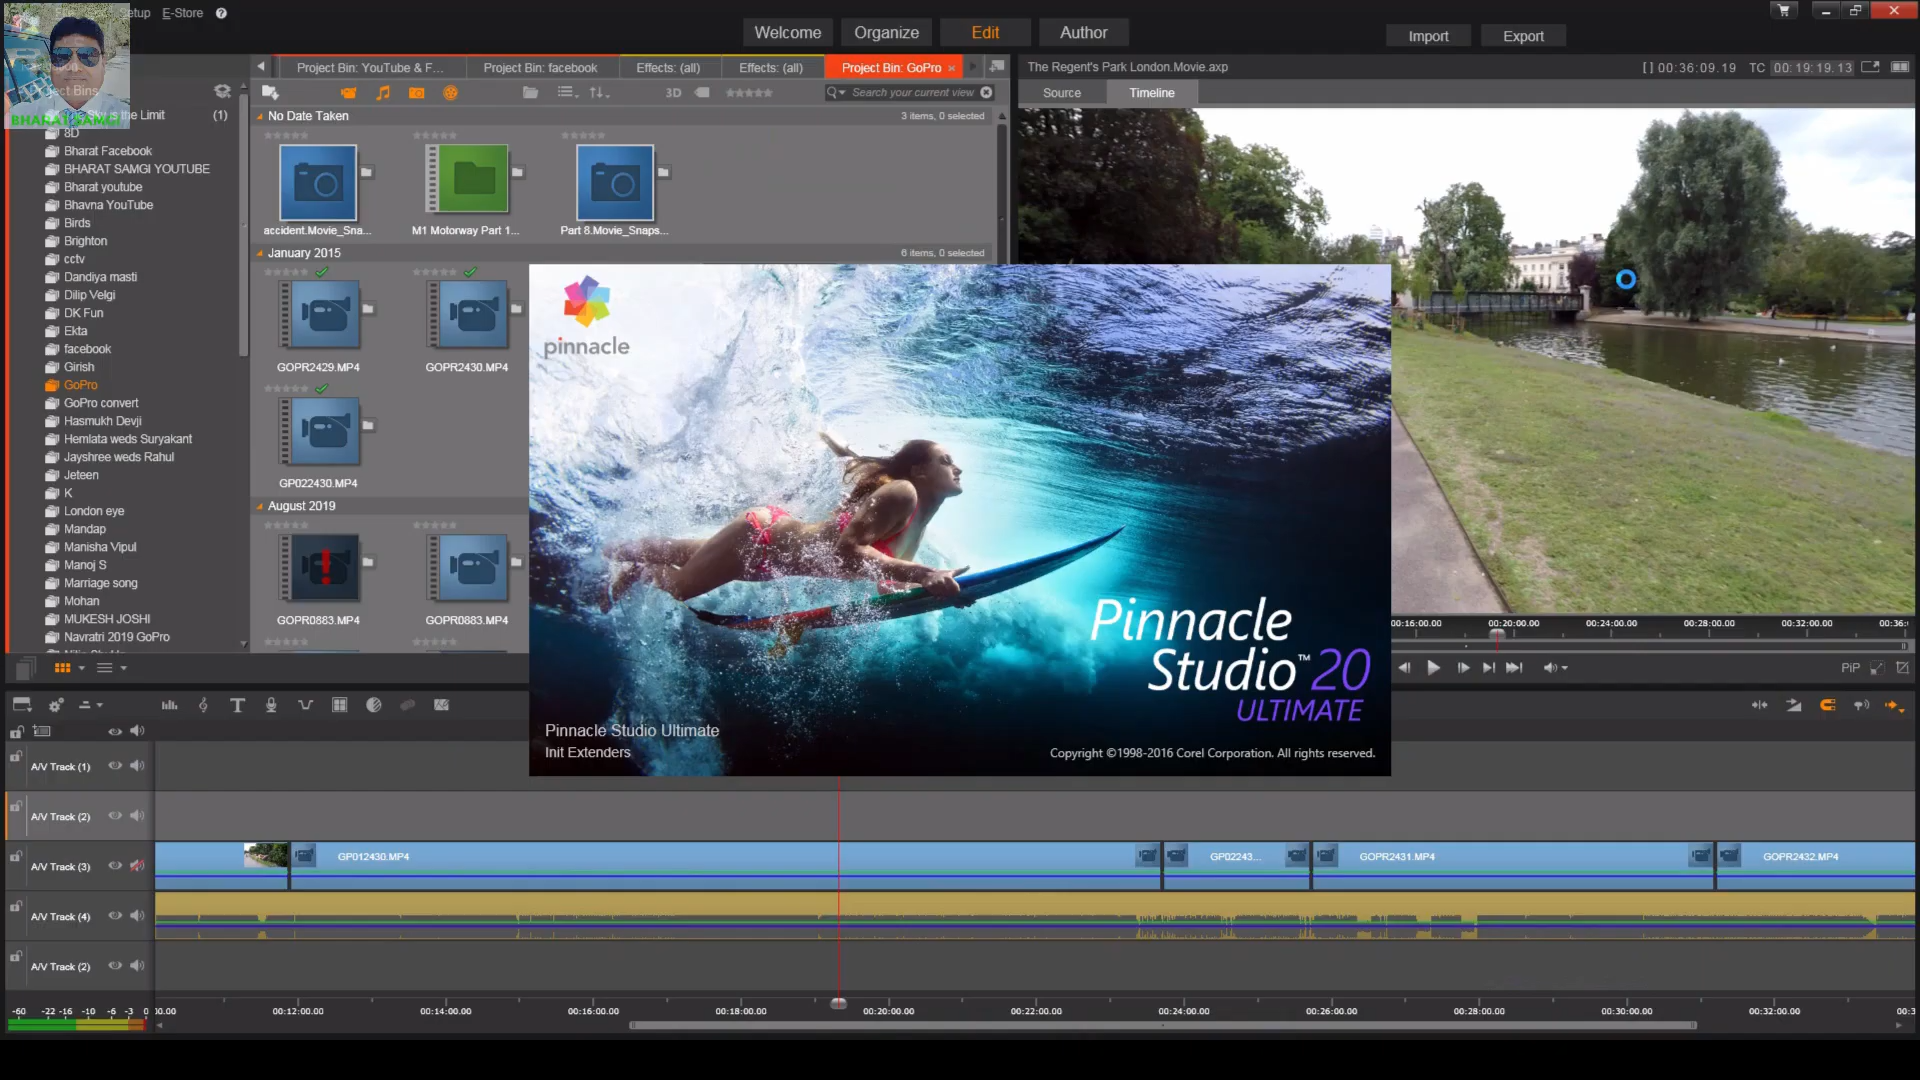 Setup E-Store ?
Welcome Organize Edit Author
Import Export
Project Bin: YouTube & F... Project Bin: facebook Effects: (all) Effects: (all) Project Bin: GoPro ×
The Regent's Park London.Movie.axp
[ ] 00:36:09.19 TC 00:19:19.13
Source Timeline
3D
Search your current view
BHARAT SAMGI
Project Bins
The Sky is the Limit (1)
8D
Bharat Facebook
BHARAT SAMGI YOUTUBE
Bharat youtube
Bhavna YouTube
Birds
Brighton
cctv
Dandiya masti
Dilip Velgi
DK Fun
Ekta
facebook
Girish
GoPro
GoPro convert
Hasmukh Devji
Hemlata weds Suryakant
Jayshree weds Rahul
Jeteen
K
London eye
Mandap
Manisha Vipul
Manoj S
Marriage song
Mohan
MUKESH JOSHI
Navratri 2019 GoPro
No Date Taken 3 items, 0 selected
accident.Movie_Sna... M1 Motorway Part 1... Part 8.Movie_Snaps...
January 2015 6 items, 0 selected
GOPR2429.MP4 GOPR2430.MP4
GP022430.MP4
August 2019
GOPR0883.MP4 GOPR0883.MP4
pinnacle
Pinnacle
Studio™ 20
ULTIMATE
Pinnacle Studio Ultimate
Init Extenders
Copyright ©1998-2016 Corel Corporation. All rights reserved.
00:16:00.00 00:20:00.00 00:24:00.00 00:28:00.00 00:32:00.00 00:36:
PiP
A/V Track (1)
A/V Track (2)
A/V Track (3)
GP012430.MP4 GP02243... GOPR2431.MP4 GOPR2432.MP4
A/V Track (4)
A/V Track (2)
-60 -22 -16 -10 -6 -3 0
00.00 00:12:00.00 00:14:00.00 00:16:00.00 00:18:00.00 00:20:00.00 00:22:00.00 00:24:00.00 00:26:00.00 00:28:00.00 00:30:00.00 00:32:00.00 00:3